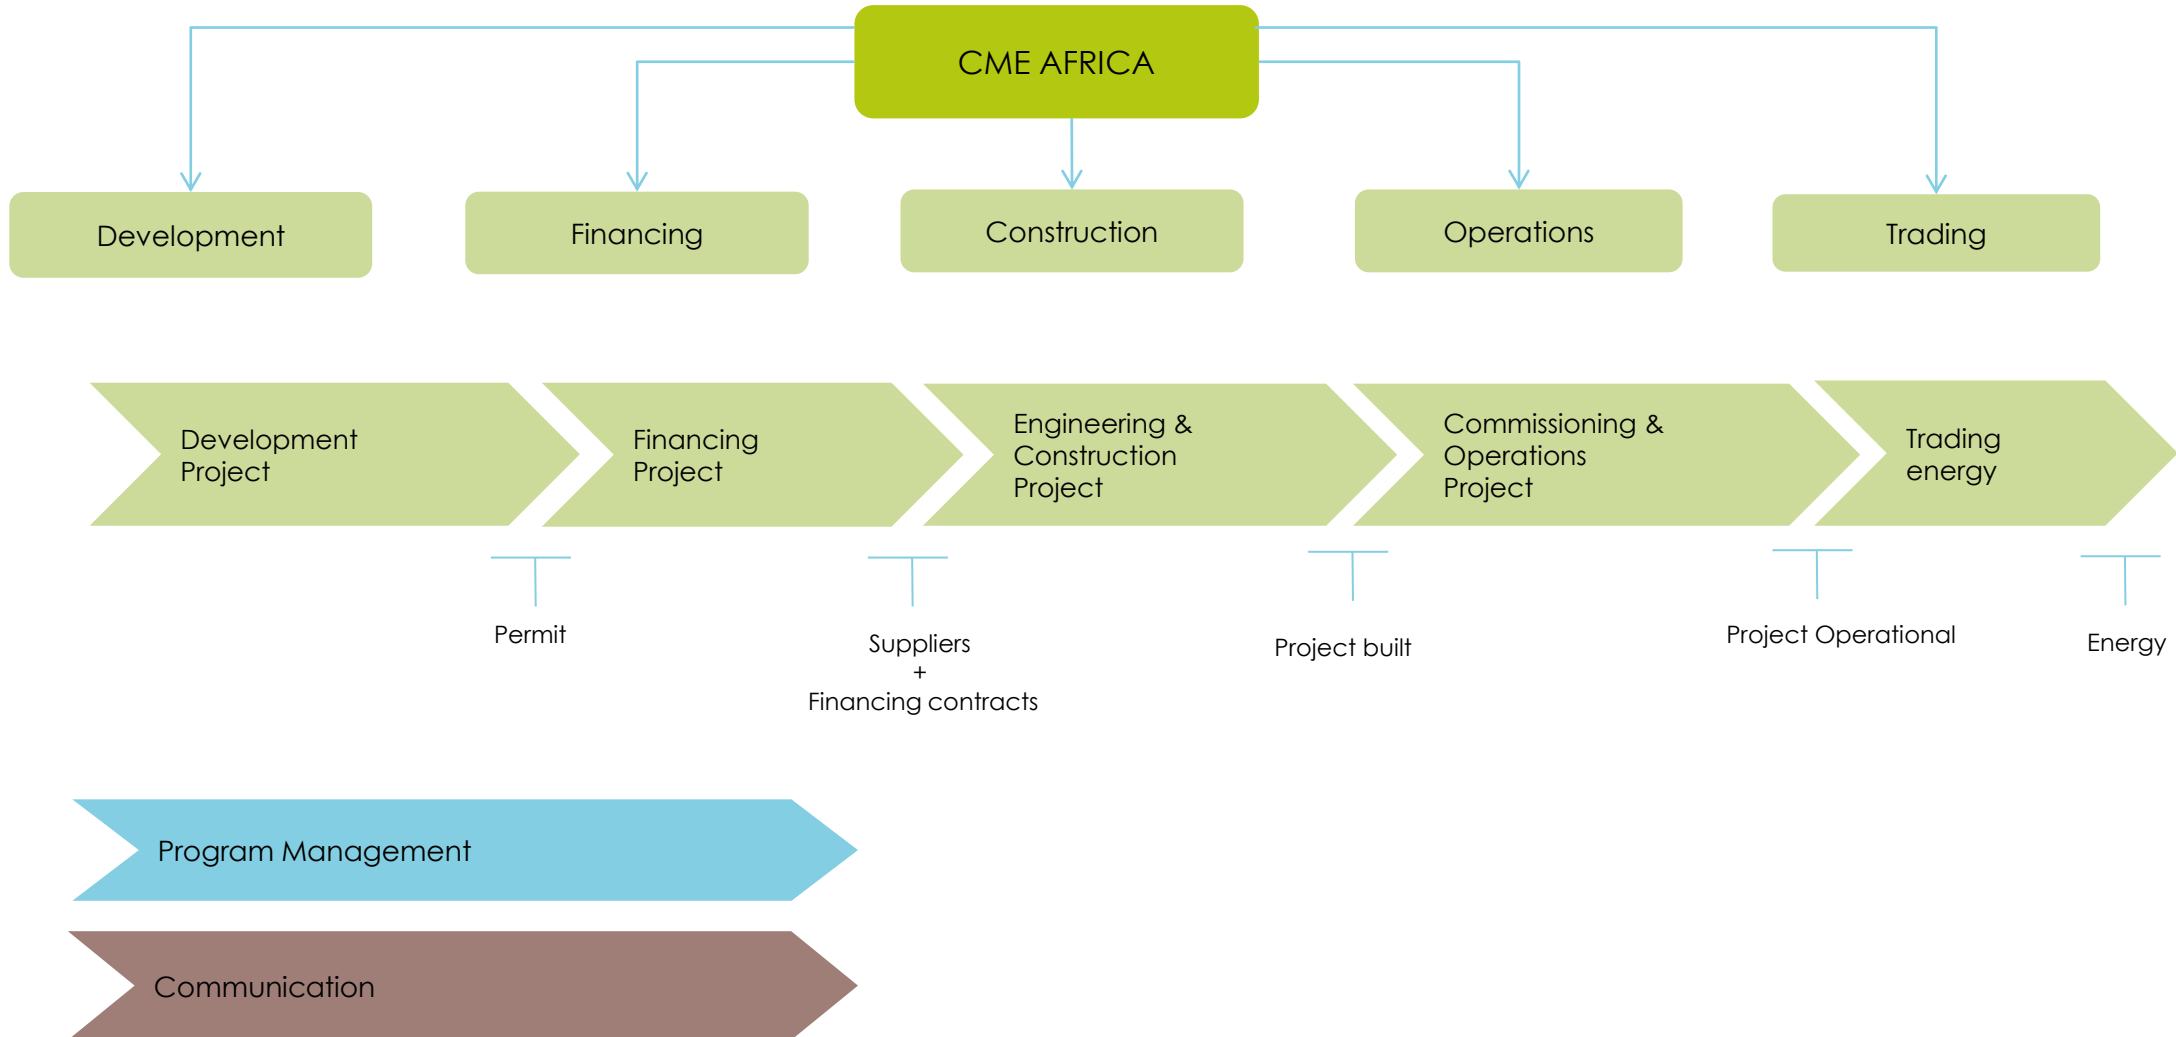 CME AFRICA
Development
Financing
Construction
Operations
Trading
Development
Project
Financing
Project
Engineering &
Construction
Project
Commissioning &
Operations
Project
Trading
energy
Permit
Suppliers
+
Financing contracts
Project built
Project Operational
Energy
Program Management
Communication